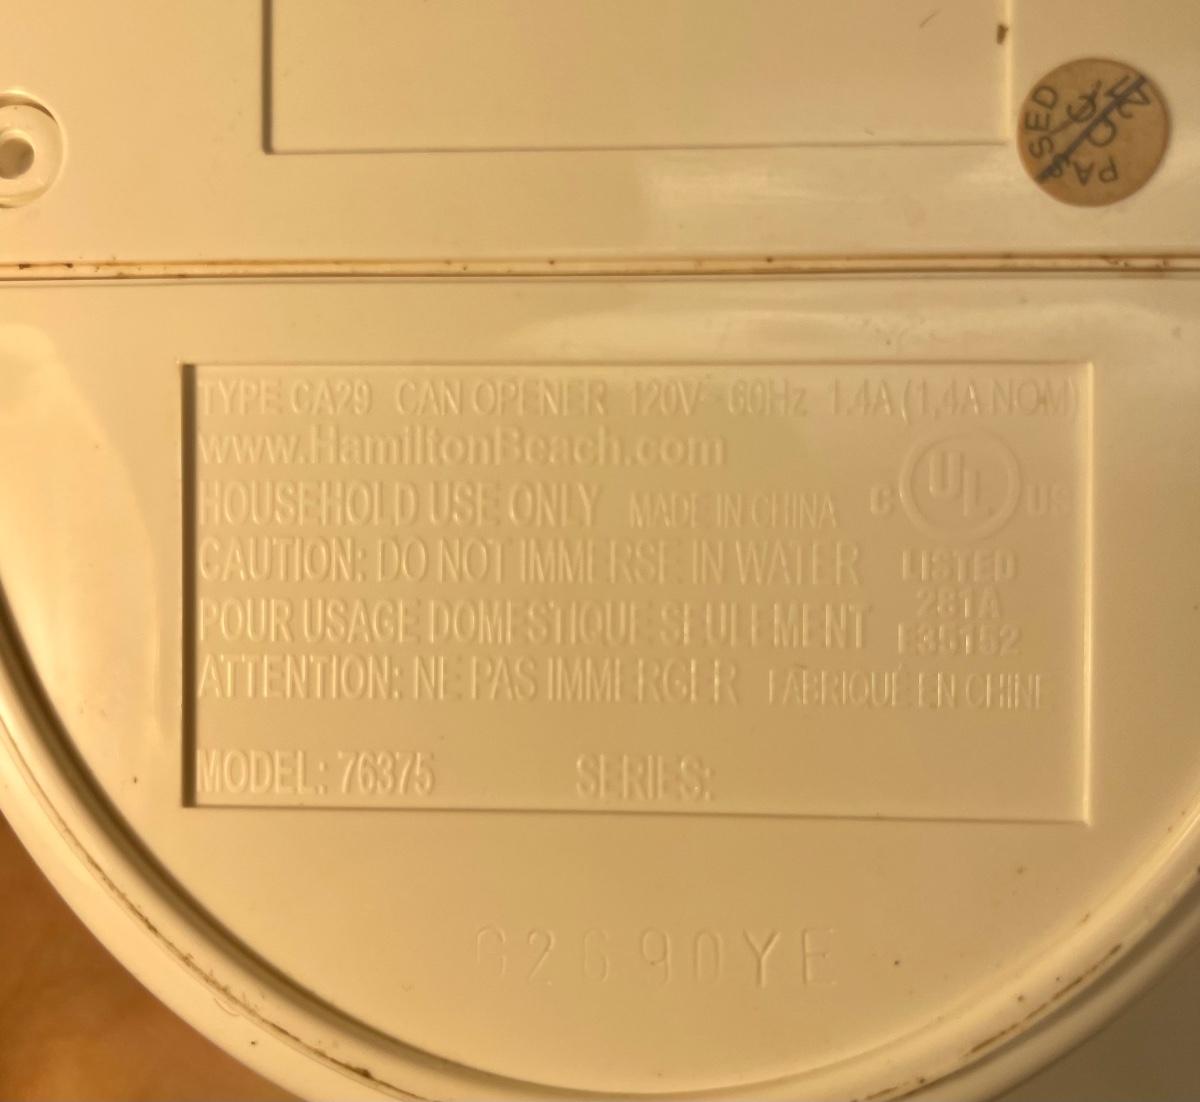 PASSED
QC
TYPE CA29 CAN OPENER 120V~ 60Hz 1.4A (1,4A NOM)
www.HamiltonBeach.com
HOUSEHOLD USE ONLY MADE IN CHINA
C UL US
CAUTION: DO NOT IMMERSE IN WATER
LISTED
281A
POUR USAGE DOMESTIQUE SEULEMENT
E35152
ATTENTION: NE PAS IMMERGER FABRIQUÉ EN CHINE
MODEL: 76375 SERIES: